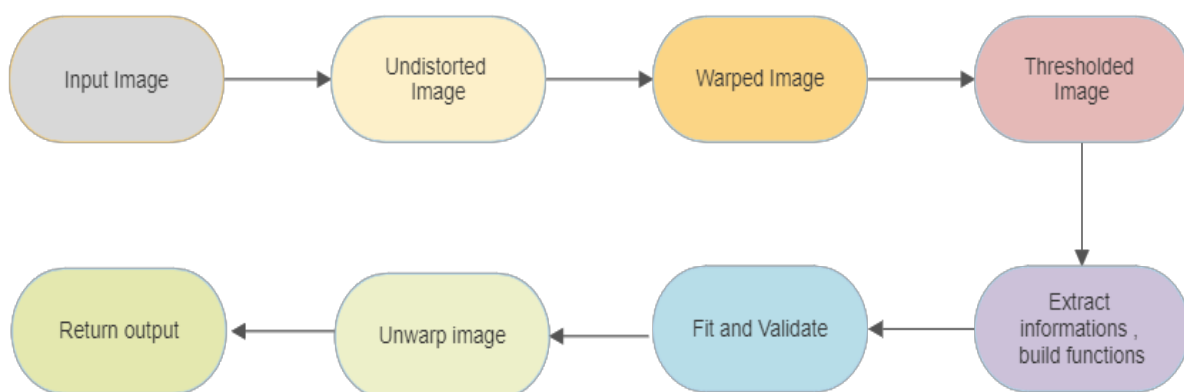 Input Image
Undistorted
Image
Warped Image
Thresholded
Image
Extract
informations ,
build functions
Fit and Validate
Unwarp image
Return output